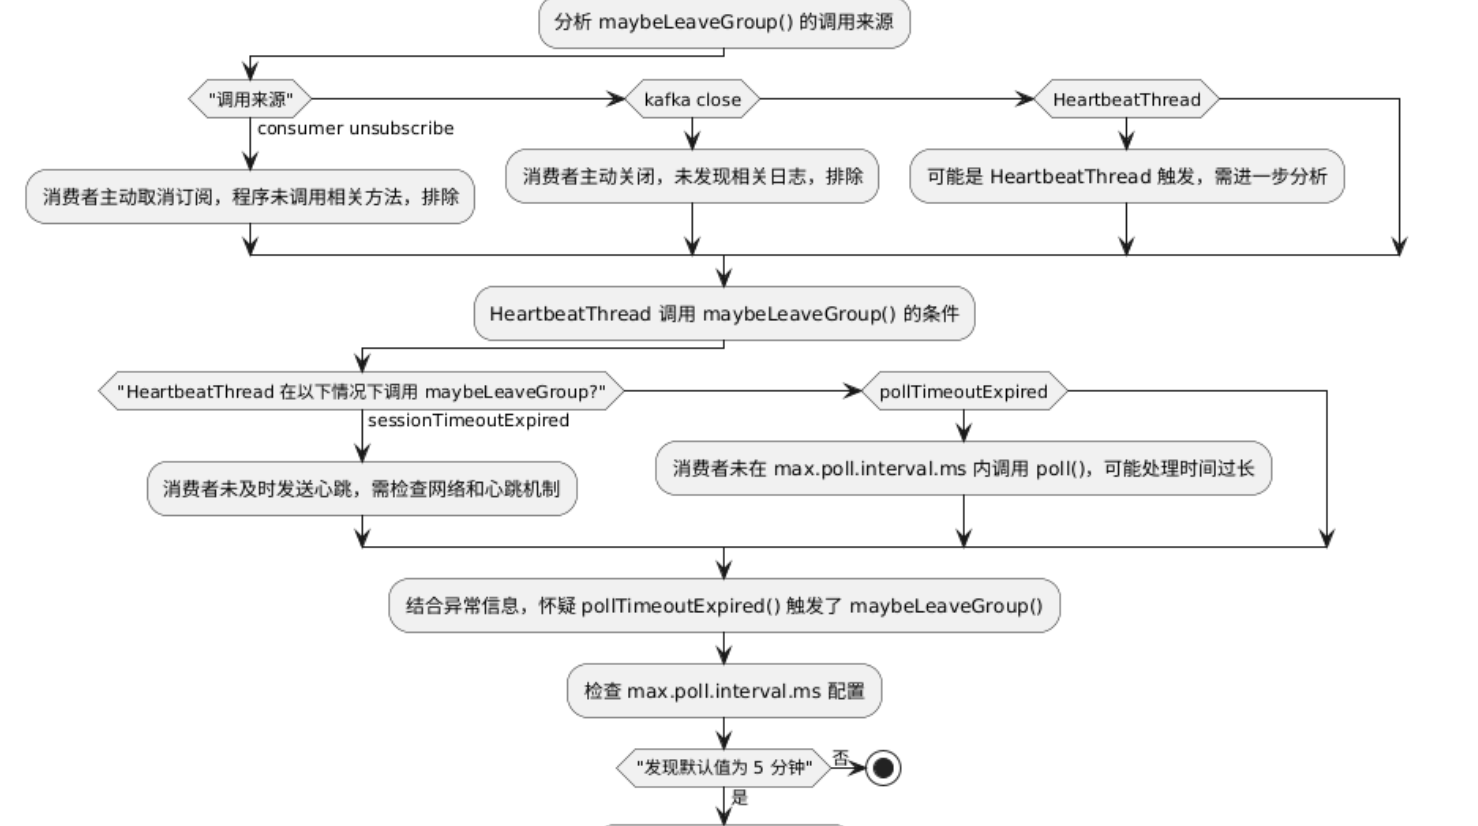 分析 maybeLeaveGroup() 的调用来源
"调用来源"
kafka close
HeartbeatThread
consumer unsubscribe
消费者主动取消订阅，程序未调用相关方法，排除
消费者主动关闭，未发现相关日志，排除
可能是 HeartbeatThread 触发，需进一步分析
HeartbeatThread 调用 maybeLeaveGroup() 的条件
"HeartbeatThread 在以下情况下调用 maybeLeaveGroup?"
pollTimeoutExpired
sessionTimeoutExpired
消费者未及时发送心跳，需检查网络和心跳机制
消费者未在 max.poll.interval.ms 内调用 poll()，可能处理时间过长
结合异常信息，怀疑 pollTimeoutExpired() 触发了 maybeLeaveGroup()
检查 max.poll.interval.ms 配置
"发现默认值为 5 分钟"
否
是